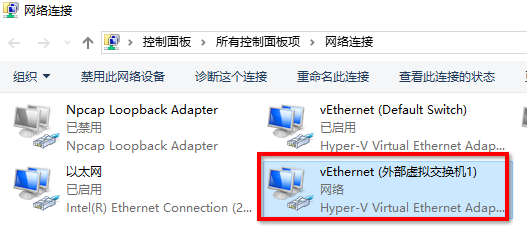 网络连接
控制面板 > 所有控制面板项 > 网络连接
组织 禁用此网络设备 诊断这个连接 重命名此连接 查看此连接的状态
Npcap Loopback Adapter
已禁用
Npcap Loopback Adapter
vEthernet (Default Switch)
已启用
Hyper-V Virtual Ethernet Adap...
以太网
已启用
Intel(R) Ethernet Connection (2...
vEthernet (外部虚拟交换机1)
网络
Hyper-V Virtual Ethernet Adap...